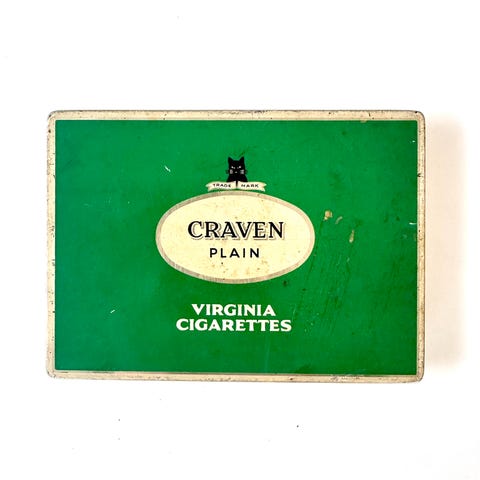 TRADE MARK
CRAVEN
PLAIN
VIRGINIA
CIGARETTES